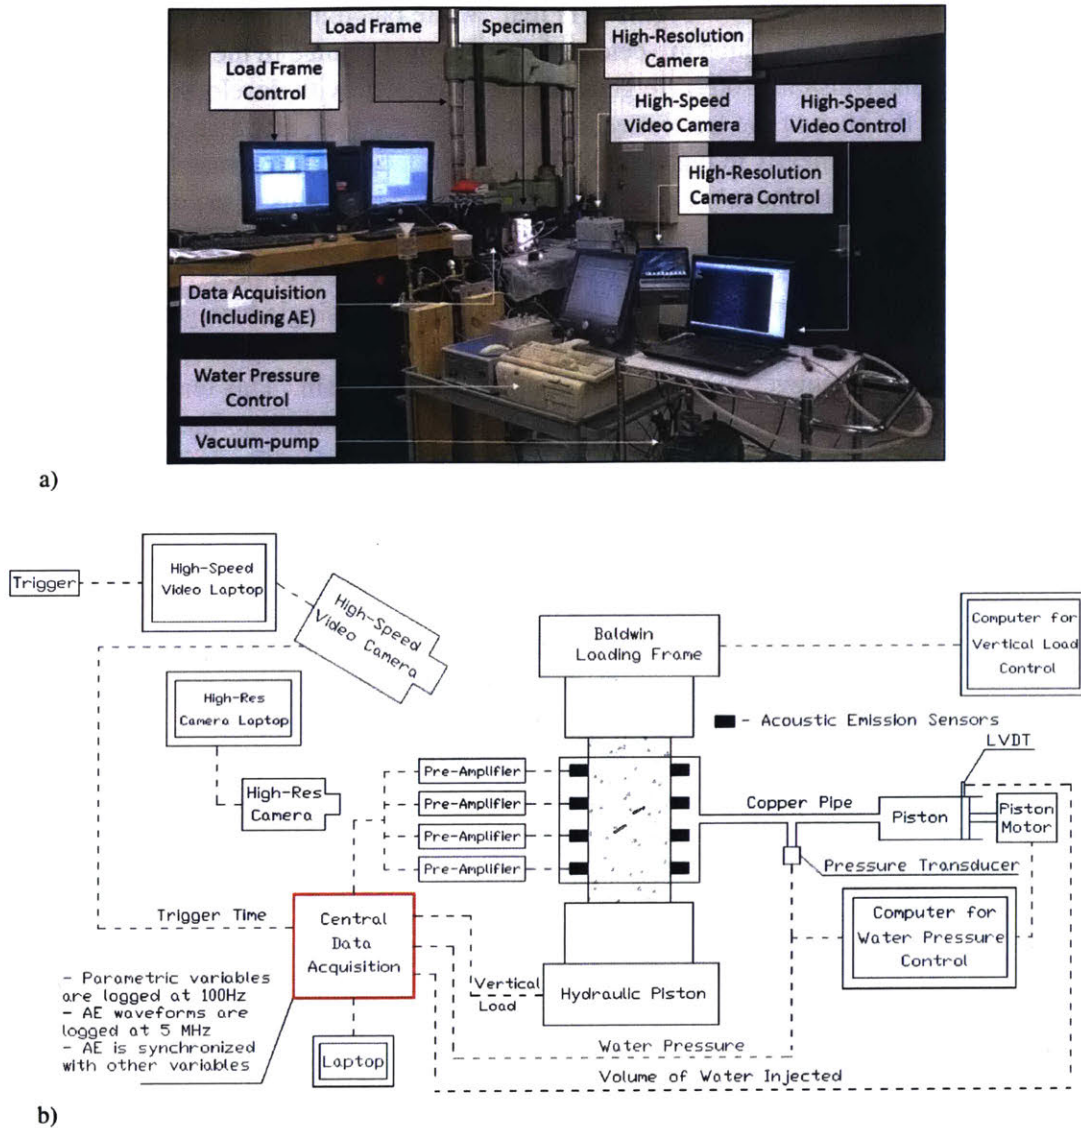 Load Frame
Specimen
High-Resolution
Camera
Load Frame
Control
High-Speed
Video Camera
High-Speed
Video Control
High-Resolution
Camera Control
Data Acquisition
(Including AE)
Water Pressure
Control
Vacuum-pump
a)
Trigger
High-Speed
Video Laptop
High-Speed
Video Camera
Baldwin
Loading Frame
Computer for
Vertical Load
Control
High-Res
Camera Laptop
- Acoustic Emission Sensors
LVDT
High-Res
Camera
Pre-Amplifier
Pre-Amplifier
Pre-Amplifier
Pre-Amplifier
Copper Pipe
Piston
Piston
Motor
Pressure Transducer
Trigger Time
Central
Data
Acquisition
Computer for
Water Pressure
Control
Vertical
Load
Hydraulic Piston
- Parametric variables
are logged at 100Hz
- AE waveforms are
logged at 5 MHz
- AE is synchronized
with other variables
Laptop
Water Pressure
Volume of Water Injected
b)